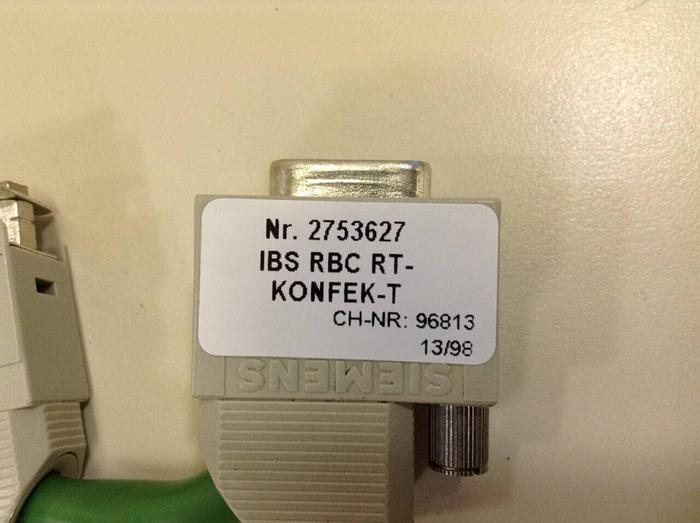 Nr. 2753627
IBS RBC RT-
KONFEK-T
CH-NR: 96813
13/98
SIEMENS